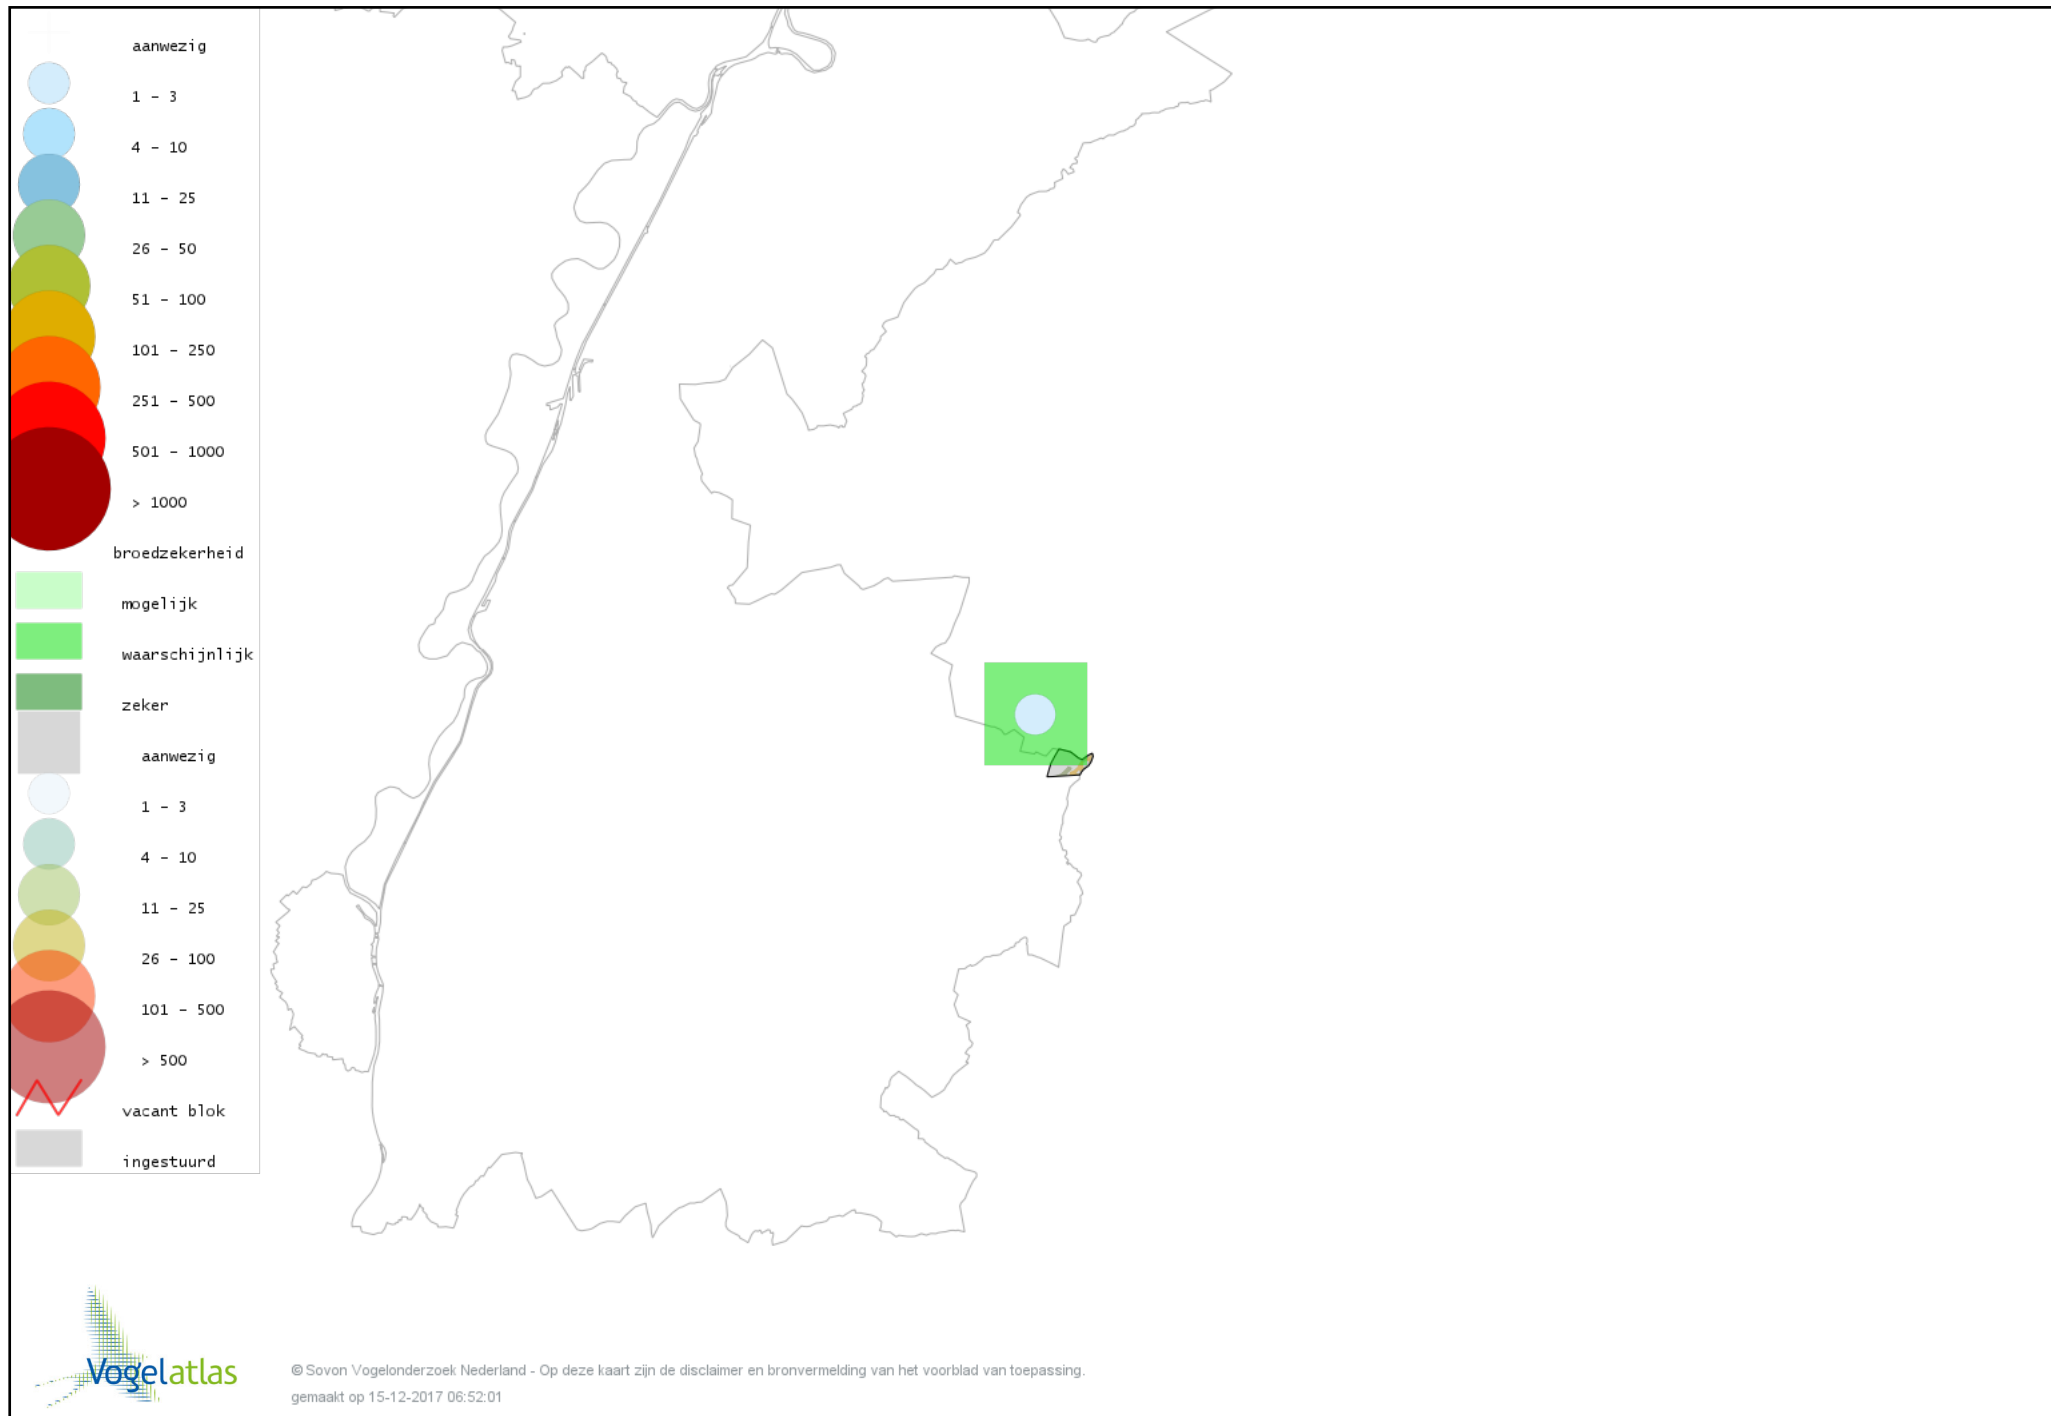 aanwezig
1 – 3
4 – 10
11 – 25
26 – 50
51 – 100
101 – 250
251 – 500
501 – 1000
> 1000
broedzekerheid
mogelijk
waarschijnlijk
zeker
aanwezig
1 – 3
4 – 10
11 – 25
26 – 100
101 – 500
> 500
vacant blok
ingestuurd
Vogelatlas
© Sovon Vogelonderzoek Nederland - Op deze kaart zijn de disclaimer en bronvermelding van het voorblad van toepassing.
gemaakt op 15-12-2017 06:52:01